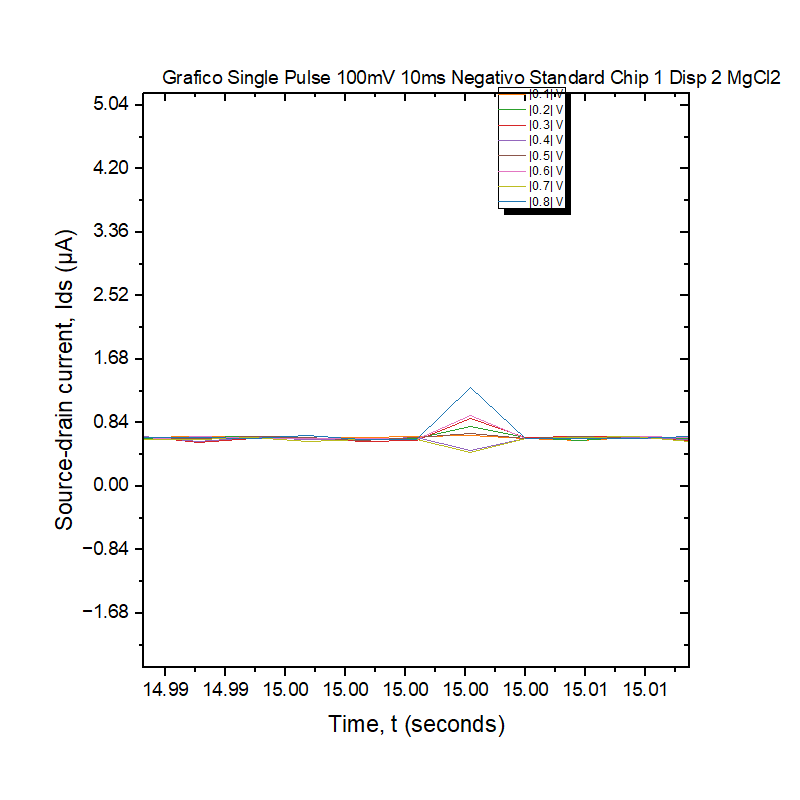 Grafico Single Pulse 100mV 10ms Negativo Standard Chip 1 Disp 2 MgCl2
|0.1| V
|0.2| V
|0.3| V
|0.4| V
|0.5| V
|0.6| V
|0.7| V
|0.8| V
5.04
4.20
3.36
2.52
1.68
0.84
0.00
−0.84
−1.68
Source-drain current, Ids (µA)
14.99 14.99 15.00 15.00 15.00 15.00 15.00 15.01 15.01
Time, t (seconds)